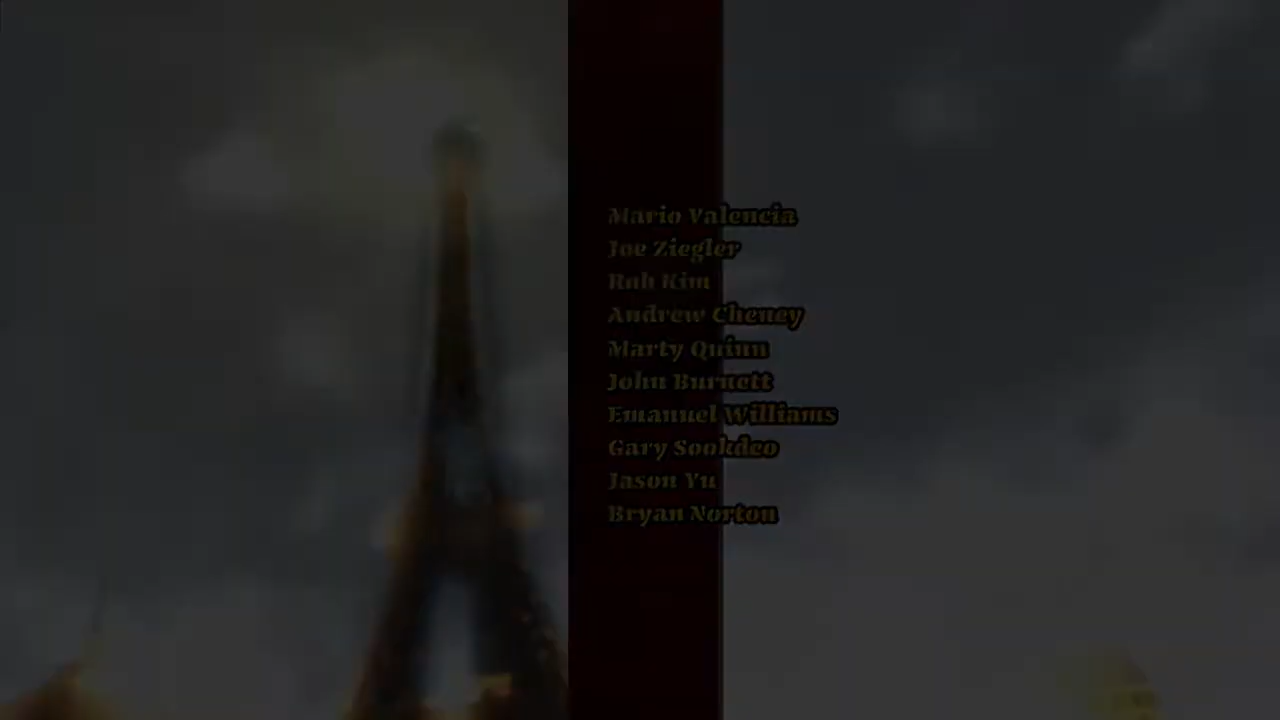 Mario Valencia
Joe Ziegler
Rub Kim
Andrew Cheney
Marty Quinn
John Burnett
Emanuel Williams
Gary Sookdeo
Jason Yu
Bryan Norton